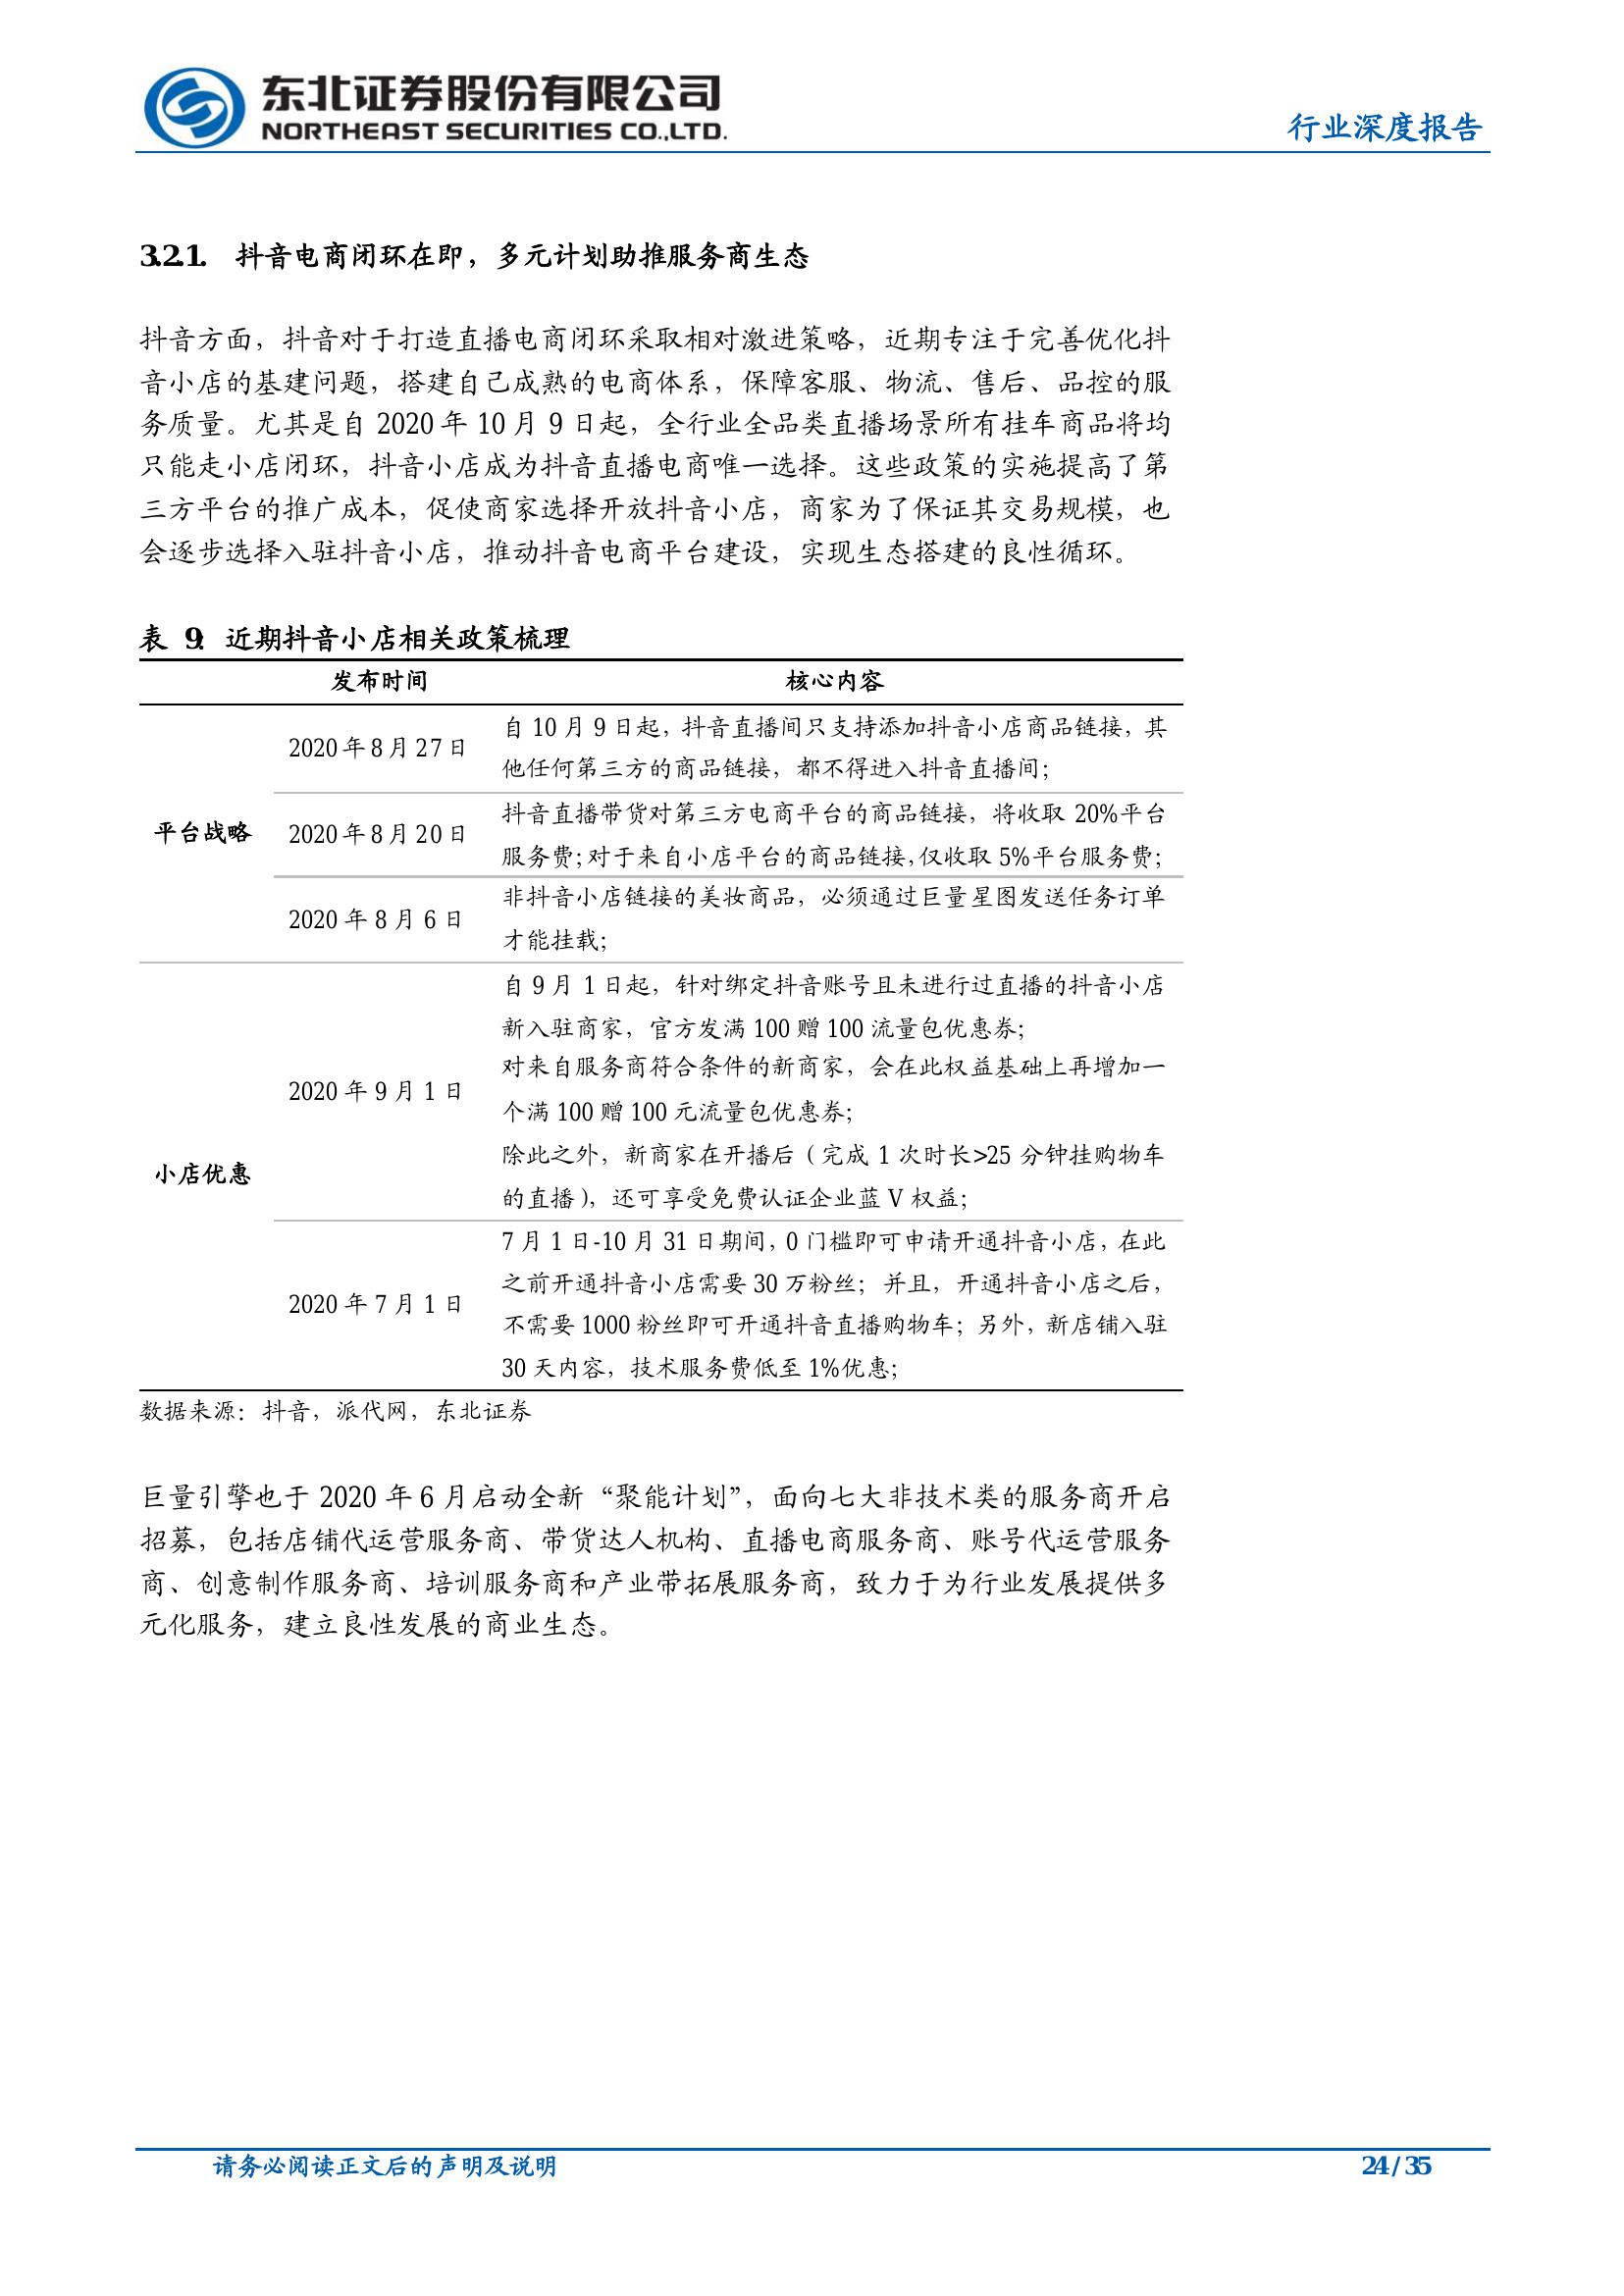 东北证券股份有限公司
NORTHEAST SECURITIES CO.,LTD.
行业深度报告
3.2.1. 抖音电商闭环在即，多元计划助推服务商生态
抖音方面，抖音对于打造直播电商闭环采取相对激进策略，近期专注于完善优化抖
音小店的基建问题，搭建自己成熟的电商体系，保障客服、物流、售后、品控的服
务质量。尤其是自 2020 年 10 月 9 日起，全行业全品类直播场景所有挂车商品将均
只能走小店闭环，抖音小店成为抖音直播电商唯一选择。这些政策的实施提高了第
三方平台的推广成本，促使商家选择开放抖音小店，商家为了保证其交易规模，也
会逐步选择入驻抖音小店，推动抖音电商平台建设，实现生态搭建的良性循环。
表 9：近期抖音小店相关政策梳理
发布时间 核心内容
平台战略
2020 年 8 月 27 日
自 10 月 9 日起，抖音直播间只支持添加抖音小店商品链接，其
他任何第三方的商品链接，都不得进入抖音直播间；
2020 年 8 月 20 日
抖音直播带货对第三方电商平台的商品链接，将收取 20%平台
服务费；对于来自小店平台的商品链接，仅收取 5%平台服务费；
2020 年 8 月 6 日
非抖音小店链接的美妆商品，必须通过巨量星图发送任务订单
才能挂载；
小店优惠
2020 年 9 月 1 日
自 9 月 1 日起，针对绑定抖音账号且未进行过直播的抖音小店
新入驻商家，官方发满 100 赠 100 流量包优惠券；
对来自服务商符合条件的新商家，会在此权益基础上再增加一
个满 100 赠 100 元流量包优惠券；
除此之外，新商家在开播后（完成 1 次时长>25 分钟挂购物车
的直播），还可享受免费认证企业蓝 V 权益；
2020 年 7 月 1 日
7 月 1 日-10 月 31 日期间，0 门槛即可申请开通抖音小店，在此
之前开通抖音小店需要 30 万粉丝；并且，开通抖音小店之后，
不需要 1000 粉丝即可开通抖音直播购物车；另外，新店铺入驻
30 天内容，技术服务费低至 1%优惠；
数据来源：抖音，派代网，东北证券
巨量引擎也于 2020 年 6 月启动全新“聚能计划”，面向七大非技术类的服务商开启
招募，包括店铺代运营服务商、带货达人机构、直播电商服务商、账号代运营服务
商、创意制作服务商、培训服务商和产业带拓展服务商，致力于为行业发展提供多
元化服务，建立良性发展的商业生态。
请务必阅读正文后的声明及说明
24 / 35